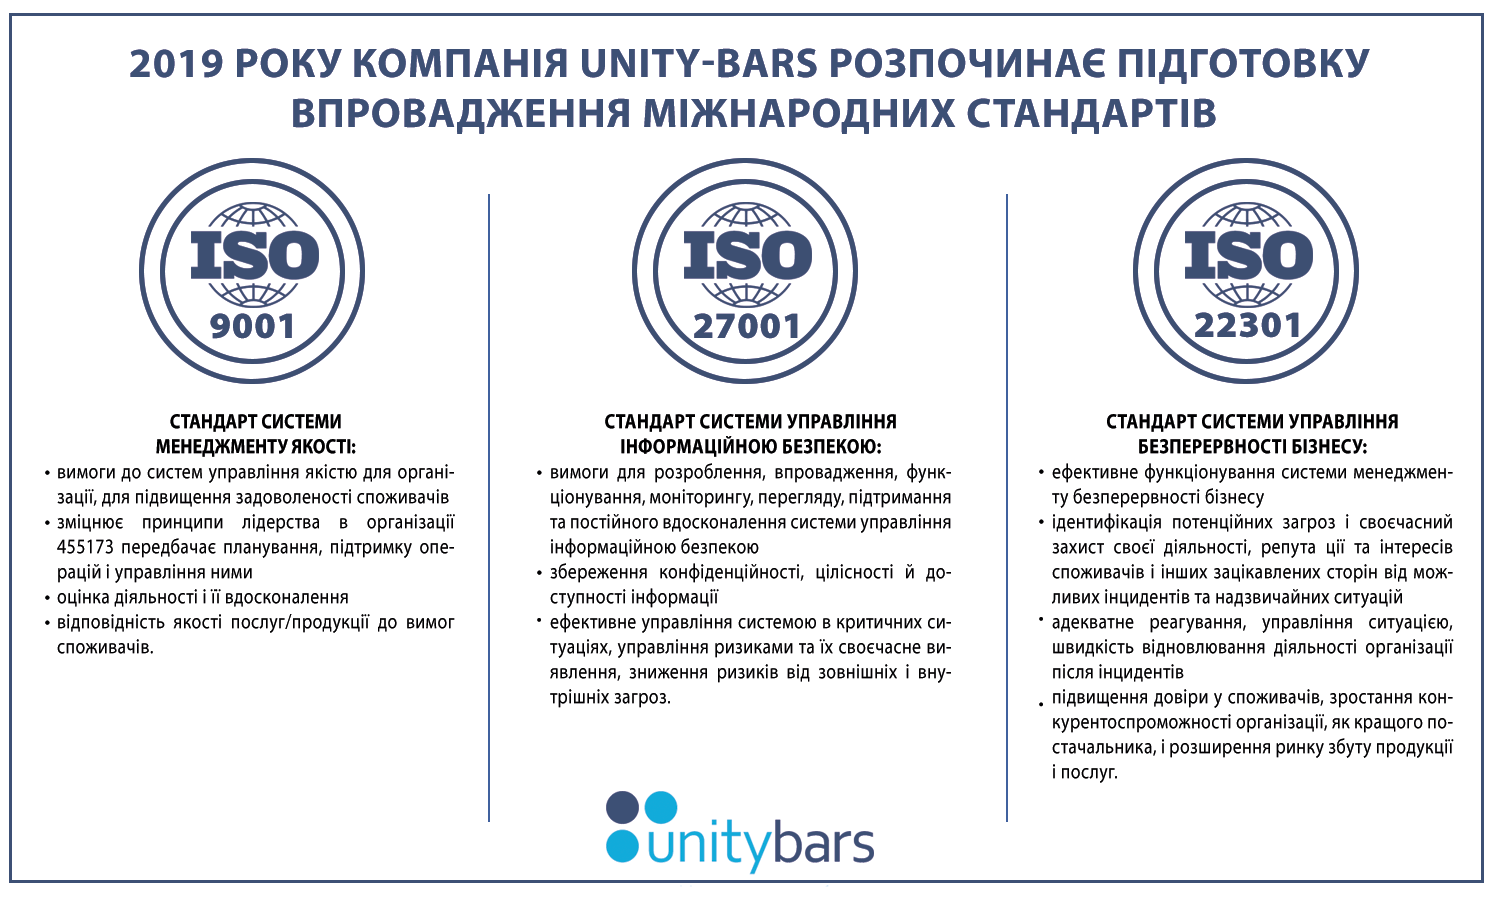 2019 РОКУ КОМПАНІЯ UNITY-BARS РОЗПОЧИНАЄ ПІДГОТОВКУ
ВПРОВАДЖЕННЯ МІЖНАРОДНИХ СТАНДАРТІВ
ISO
9001
СТАНДАРТ СИСТЕМИ
МЕНЕДЖМЕНТУ ЯКОСТІ:
• вимоги до систем управління якістю для органі-
зації, для підвищення задоволеності споживачів
• зміцнює принципи лідерства в організації
455173 передбачає планування, підтримку опе-
рацій і управління ними
• оцінка діяльності і її вдосконалення
• відповідність якості послуг/продукції до вимог
споживачів.
ISO
27001
СТАНДАРТ СИСТЕМИ УПРАВЛІННЯ
ІНФОРМАЦІЙНОЮ БЕЗПЕКОЮ:
• вимоги для розроблення, впровадження, функ-
ціонування, моніторингу, перегляду, підтримання
та постійного вдосконалення системи управління
інформаційною безпекою
• збереження конфіденційності, цілісності й до-
ступності інформації
• ефективне управління системою в критичних си-
туаціях, управління ризиками та їх своєчасне ви-
явлення, зниження ризиків від зовнішніх і вну-
трішніх загроз.
ISO
22301
СТАНДАРТ СИСТЕМИ УПРАВЛІННЯ
БЕЗПЕРЕРВНОСТІ БІЗНЕСУ:
• ефективне функціонування системи менеджмен-
ту безперервності бізнесу
• ідентифікація потенційних загроз і своєчасний
захист своєї діяльності, репута ції та інтересів
споживачів і інших зацікавлених сторін від мож-
ливих інцидентів та надзвичайних ситуацій
• адекватне реагування, управління ситуацією,
швидкість відновлювання діяльності організації
після інцидентів
• підвищення довіри у споживачів, зростання кон-
курентоспроможності організації, як кращого по-
стачальника, і розширення ринку збуту продукції
і послуг.
unitybars